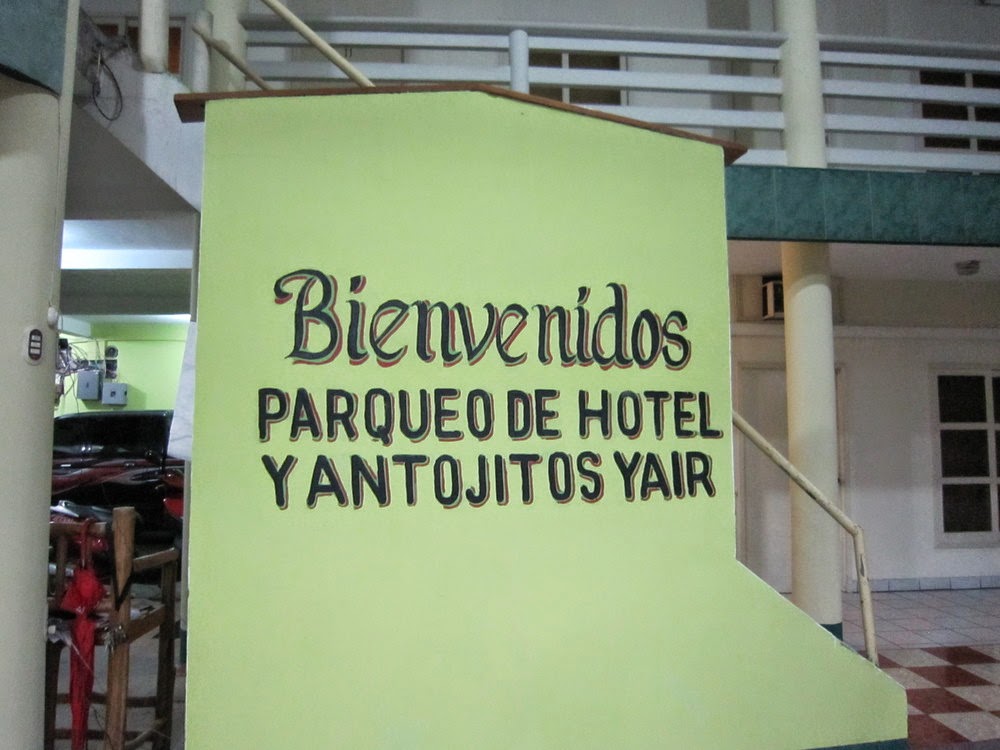 Bienvenidos
PARQUEO DE HOTEL
Y ANTOJITOS YAIR